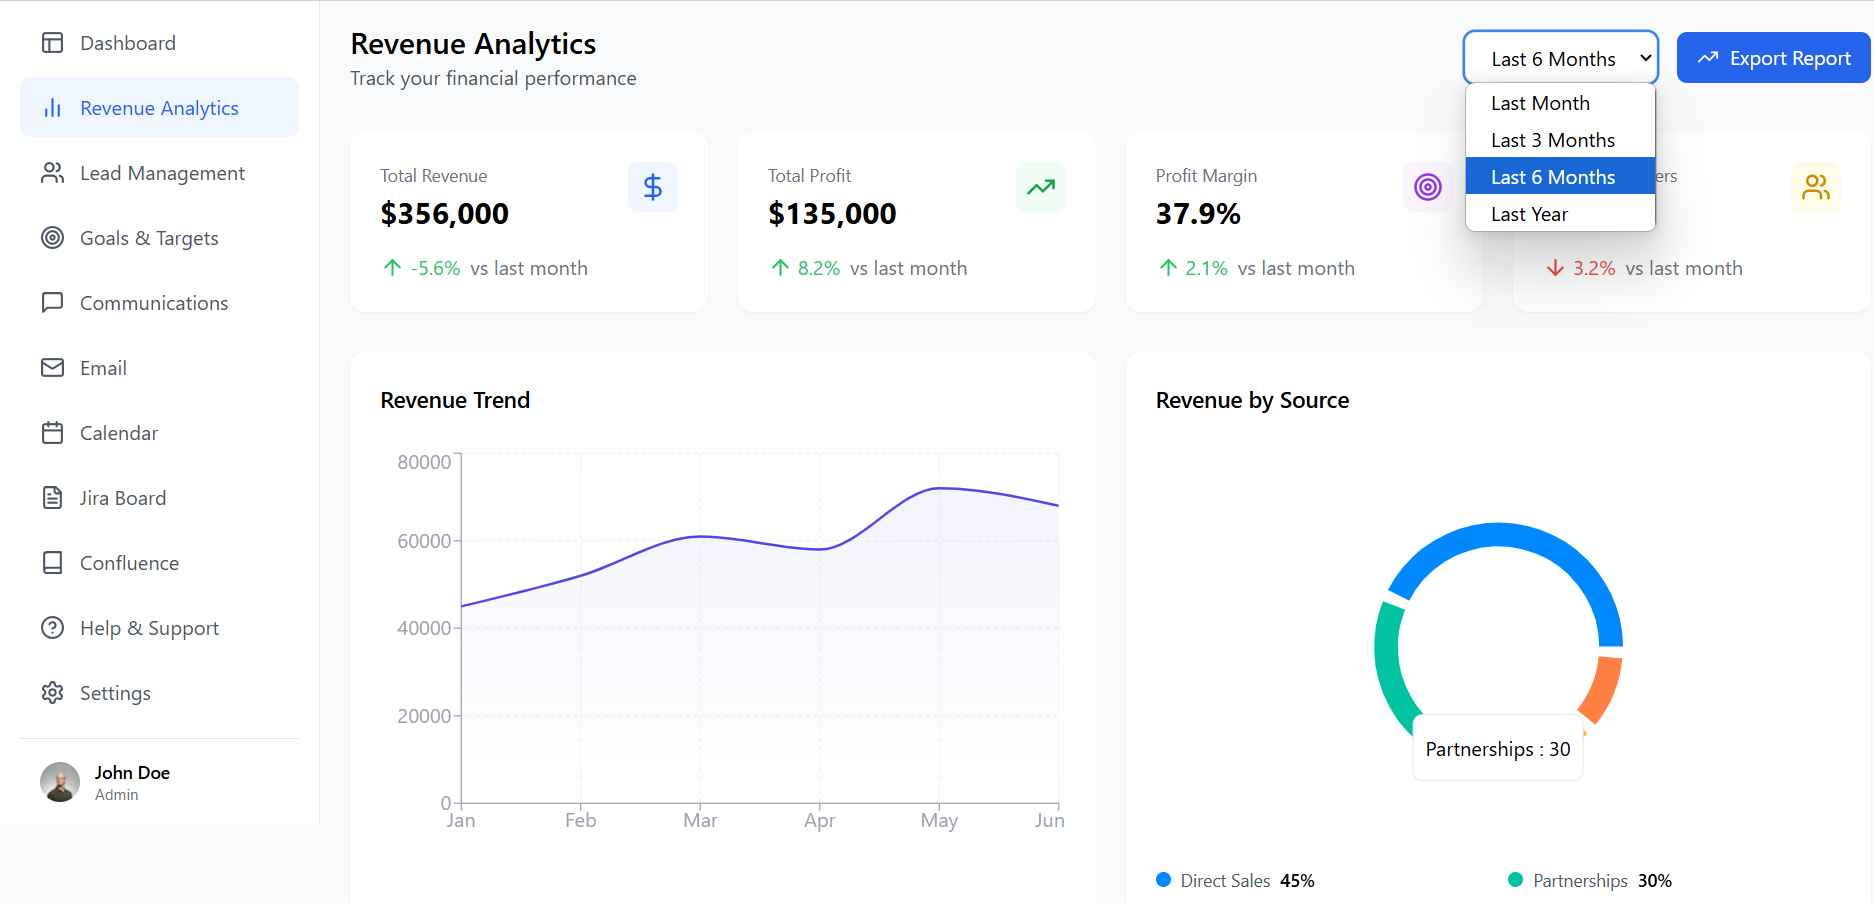 Dashboard
Revenue Analytics
Lead Management
Goals & Targets
Communications
Email
Calendar
Jira Board
Confluence
Help & Support
Settings
John Doe
Admin
Revenue Analytics
Track your financial performance
Last 6 Months
Export Report
Last Month
Last 3 Months
Last 6 Months
Last Year
Total Revenue
$356,000
-5.6% vs last month
Total Profit
$135,000
8.2% vs last month
Profit Margin
37.9%
2.1% vs last month
3.2% vs last month
Revenue Trend
80000
60000
40000
20000
0
Jan Feb Mar Apr May Jun
Revenue by Source
Partnerships : 30
Direct Sales 45%
Partnerships 30%